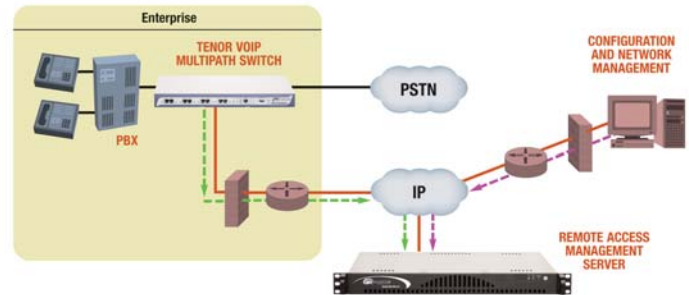 Enterprise
TENOR VOIP
MULTIPATH SWITCH
PBX
PSTN
CONFIGURATION
AND NETWORK
MANAGEMENT
IP
REMOTE ACCESS
MANAGEMENT
SERVER